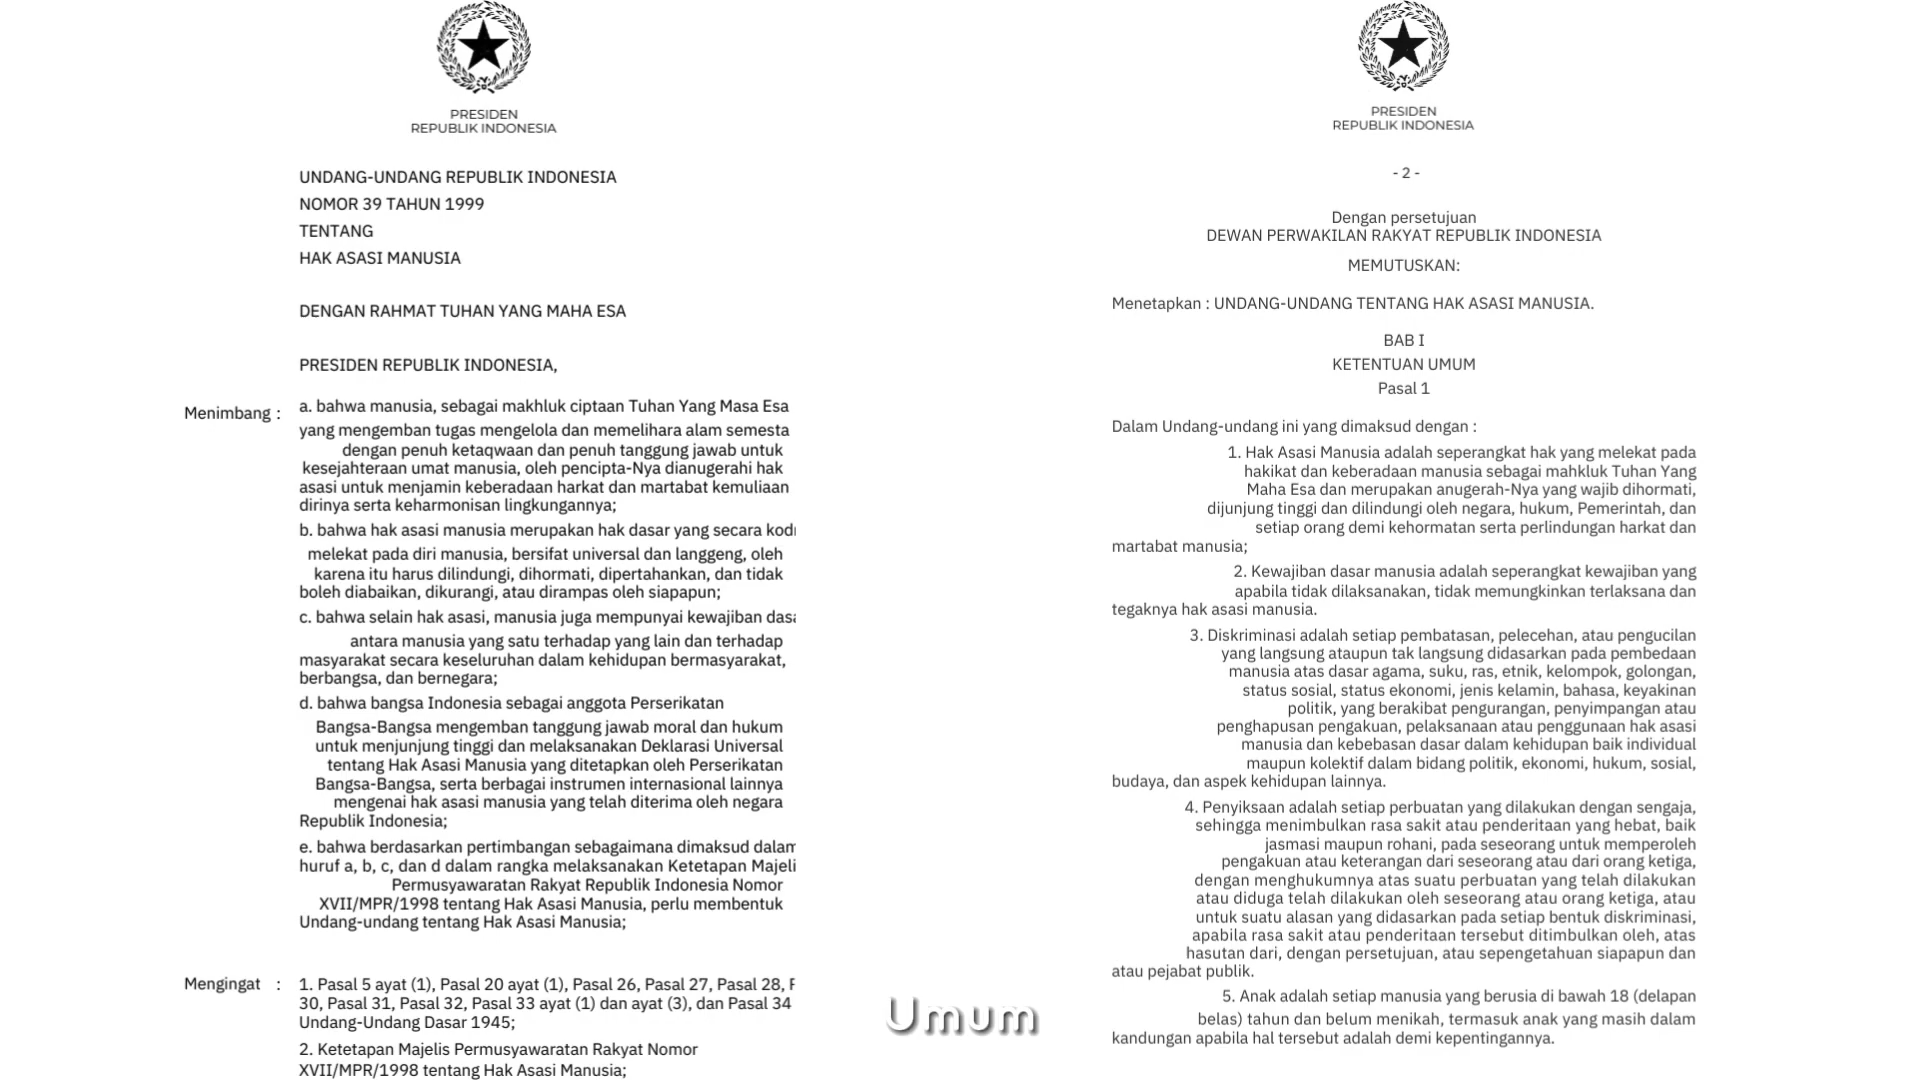 PRESIDEN
REPUBLIK INDONESIA
UNDANG-UNDANG REPUBLIK INDONESIA
NOMOR 39 TAHUN 1999
TENTANG
HAK ASASI MANUSIA
DENGAN RAHMAT TUHAN YANG MAHA ESA
PRESIDEN REPUBLIK INDONESIA,
Menimbang : a. bahwa manusia, sebagai makhluk ciptaan Tuhan Yang Masa Esa
yang mengemban tugas mengelola dan memelihara alam semesta
dengan penuh ketaqwaan dan penuh tanggung jawab untuk
kesejahteraan umat manusia, oleh pencipta-Nya dianugerahi hak
asasi untuk menjamin keberadaan harkat dan martabat kemuliaan
dirinya serta keharmonisan lingkungannya;
b. bahwa hak asasi manusia merupakan hak dasar yang secara
melekat pada diri manusia, bersifat universal dan langgeng, oleh
karena itu harus dilindungi, dihormati, dipertahankan, dan tidak
boleh diabaikan, dikurangi, atau dirampas oleh siapapun;
c. bahwa selain hak asasi, manusia juga mempunyai kewajiban
antara manusia yang satu terhadap yang lain dan terhadap
masyarakat secara keseluruhan dalam kehidupan bermasyarakat,
berbangsa, dan bernegara;
d. bahwa bangsa Indonesia sebagai anggota Perserikatan
Bangsa-Bangsa mengemban tanggung jawab moral dan hukum
untuk menjunjung tinggi dan melaksanakan Deklarasi Universal
tentang Hak Asasi Manusia yang ditetapkan oleh Perserikatan
Bangsa-Bangsa, serta berbagai instrumen internasional lainnya
mengenai hak asasi manusia yang telah diterima oleh negara
Republik Indonesia;
e. bahwa berdasarkan pertimbangan sebagaimana dimaksud dalam
huruf a, b, c, dan d dalam rangka melaksanakan Ketetapan Majeli
Permusyawaratan Rakyat Republik Indonesia Nomor
XVII/MPR/1998 tentang Hak Asasi Manusia, perlu membentuk
Undang-undang tentang Hak Asasi Manusia;
Mengingat : 1. Pasal 5 ayat (1), Pasal 20 ayat (1), Pasal 26, Pasal 27, Pasal 28,
30, Pasal 31, Pasal 32, Pasal 33 ayat (1) dan ayat (3), dan Pasal 34
Undang-Undang Dasar 1945;
2. Ketetapan Majelis Permusyawaratan Rakyat Nomor
XVII/MPR/1998 tentang Hak Asasi Manusia;
Umum
PRESIDEN
REPUBLIK INDONESIA
- 2 -
Dengan persetujuan
DEWAN PERWAKILAN RAKYAT REPUBLIK INDONESIA
MEMUTUSKAN:
Menetapkan : UNDANG-UNDANG TENTANG HAK ASASI MANUSIA.
BAB I
KETENTUAN UMUM
Pasal 1
Dalam Undang-undang ini yang dimaksud dengan :
1. Hak Asasi Manusia adalah seperangkat hak yang melekat pada
hakikat dan keberadaan manusia sebagai mahkluk Tuhan Yang
Maha Esa dan merupakan anugerah-Nya yang wajib dihormati,
dijunjung tinggi dan dilindungi oleh negara, hukum, Pemerintah, dan
setiap orang demi kehormatan serta perlindungan harkat dan
martabat manusia;
2. Kewajiban dasar manusia adalah seperangkat kewajiban yang
apabila tidak dilaksanakan, tidak memungkinkan terlaksana dan
tegaknya hak asasi manusia.
3. Diskriminasi adalah setiap pembatasan, pelecehan, atau pengucilan
yang langsung ataupun tak langsung didasarkan pada pembedaan
manusia atas dasar agama, suku, ras, etnik, kelompok, golongan,
status sosial, status ekonomi, jenis kelamin, bahasa, keyakinan
politik, yang berakibat pengurangan, penyimpangan atau
penghapusan pengakuan, pelaksanaan atau penggunaan hak asasi
manusia dan kebebasan dasar dalam kehidupan baik individual
maupun kolektif dalam bidang politik, ekonomi, hukum, sosial,
budaya, dan aspek kehidupan lainnya.
4. Penyiksaan adalah setiap perbuatan yang dilakukan dengan sengaja,
sehingga menimbulkan rasa sakit atau penderitaan yang hebat, baik
jasmasi maupun rohani, pada seseorang untuk memperoleh
pengakuan atau keterangan dari seseorang atau dari orang ketiga,
dengan menghukumnya atas suatu perbuatan yang telah dilakukan
atau diduga telah dilakukan oleh seseorang atau orang ketiga, atau
untuk suatu alasan yang didasarkan pada setiap bentuk diskriminasi,
apabila rasa sakit atau penderitaan tersebut ditimbulkan oleh, atas
hasutan dari, dengan persetujuan, atau sepengetahuan siapapun dan
atau pejabat publik.
5. Anak adalah setiap manusia yang berusia di bawah 18 (delapan
belas) tahun dan belum menikah, termasuk anak yang masih dalam
kandungan apabila hal tersebut adalah demi kepentingannya.